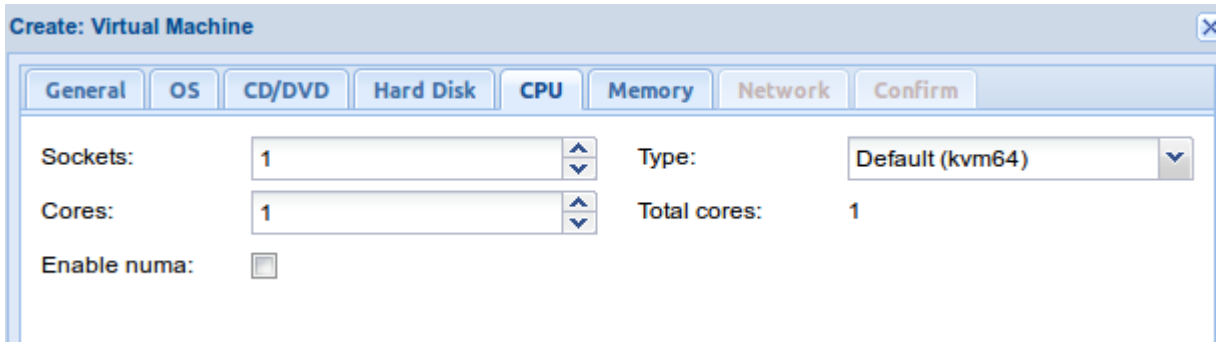 Create: Virtual Machine
General OS CD/DVD Hard Disk CPU Memory Network Confirm
Sockets: 1 Type: Default (kvm64)
Cores: 1 Total cores: 1
Enable numa: